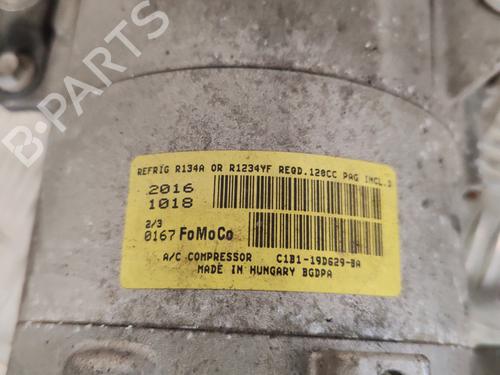 REFRIG R134A OR R1234YF REQD.120CC PAG INCL.
2016
1018
2/3
0167 FoMoCo
A/C COMPRESSOR C1B1-19D629-BA
MADE IN HUNGARY BGDPA
B-PARTS